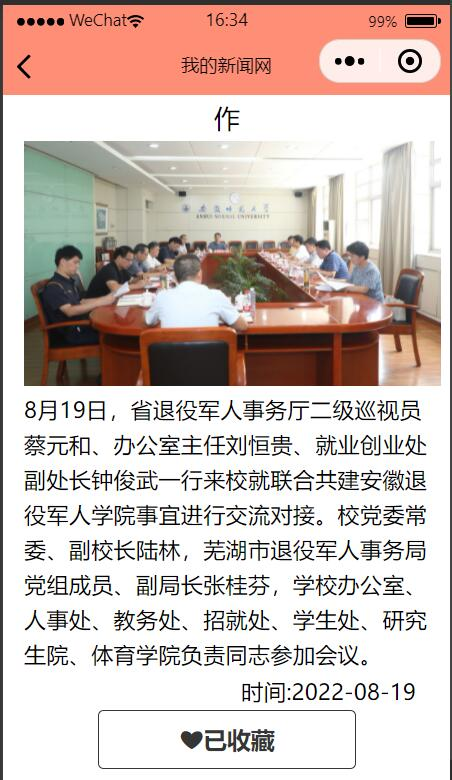 WeChat
16:34
99%
我的新闻网
作
安徽师范大学
ANHUI NORMAL UNIVERSITY
8月19日，省退役军人事务厅二级巡视员
蔡元和、办公室主任刘恒贵、就业创业处
副处长钟俊武一行来校就联合共建安徽退
役军人学院事宜进行交流对接。校党委常
委、副校长陆林，芜湖市退役军人事务局
党组成员、副局长张桂芬，学校办公室、
人事处、教务处、招就处、学生处、研究
生院、体育学院负责同志参加会议。
时间:2022-08-19
已收藏